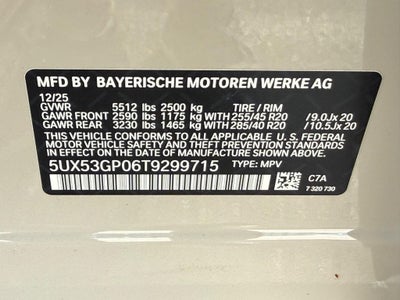 MFD BY BAYERISCHE MOTOREN WERKE AG
12/25
GVWR 5512 lbs 2500 kg TIRE / RIM
GAWR FRONT 2590 lbs 1175 kg WITH 255/45 R20 /9.0Jx 20
GAWR REAR 3230 lbs 1465 kg WITH 285/40 R20 /10.5Jx 20
THIS VEHICLE CONFORMS TO ALL APPLICABLE U. S. FEDERAL
MOTOR VEHICLE SAFETY AND THEFT PREVENTION STANDARDS
IN EFFECT ON THE DATE OF MANUFACTURE SHOWN ABOVE.
5UX53GP06T9299715 TYPE: MPV
C7A
7 320 730